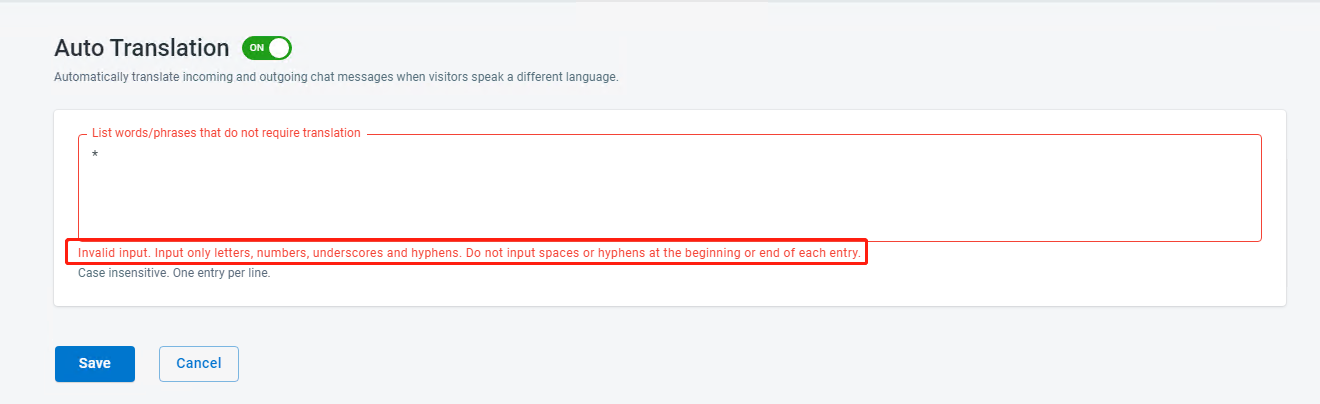 Auto Translation ON
Automatically translate incoming and outgoing chat messages when visitors speak a different language.
List words/phrases that do not require translation
*
Invalid input. Input only letters, numbers, underscores and hyphens. Do not input spaces or hyphens at the beginning or end of each entry.
Case insensitive. One entry per line.
Save Cancel